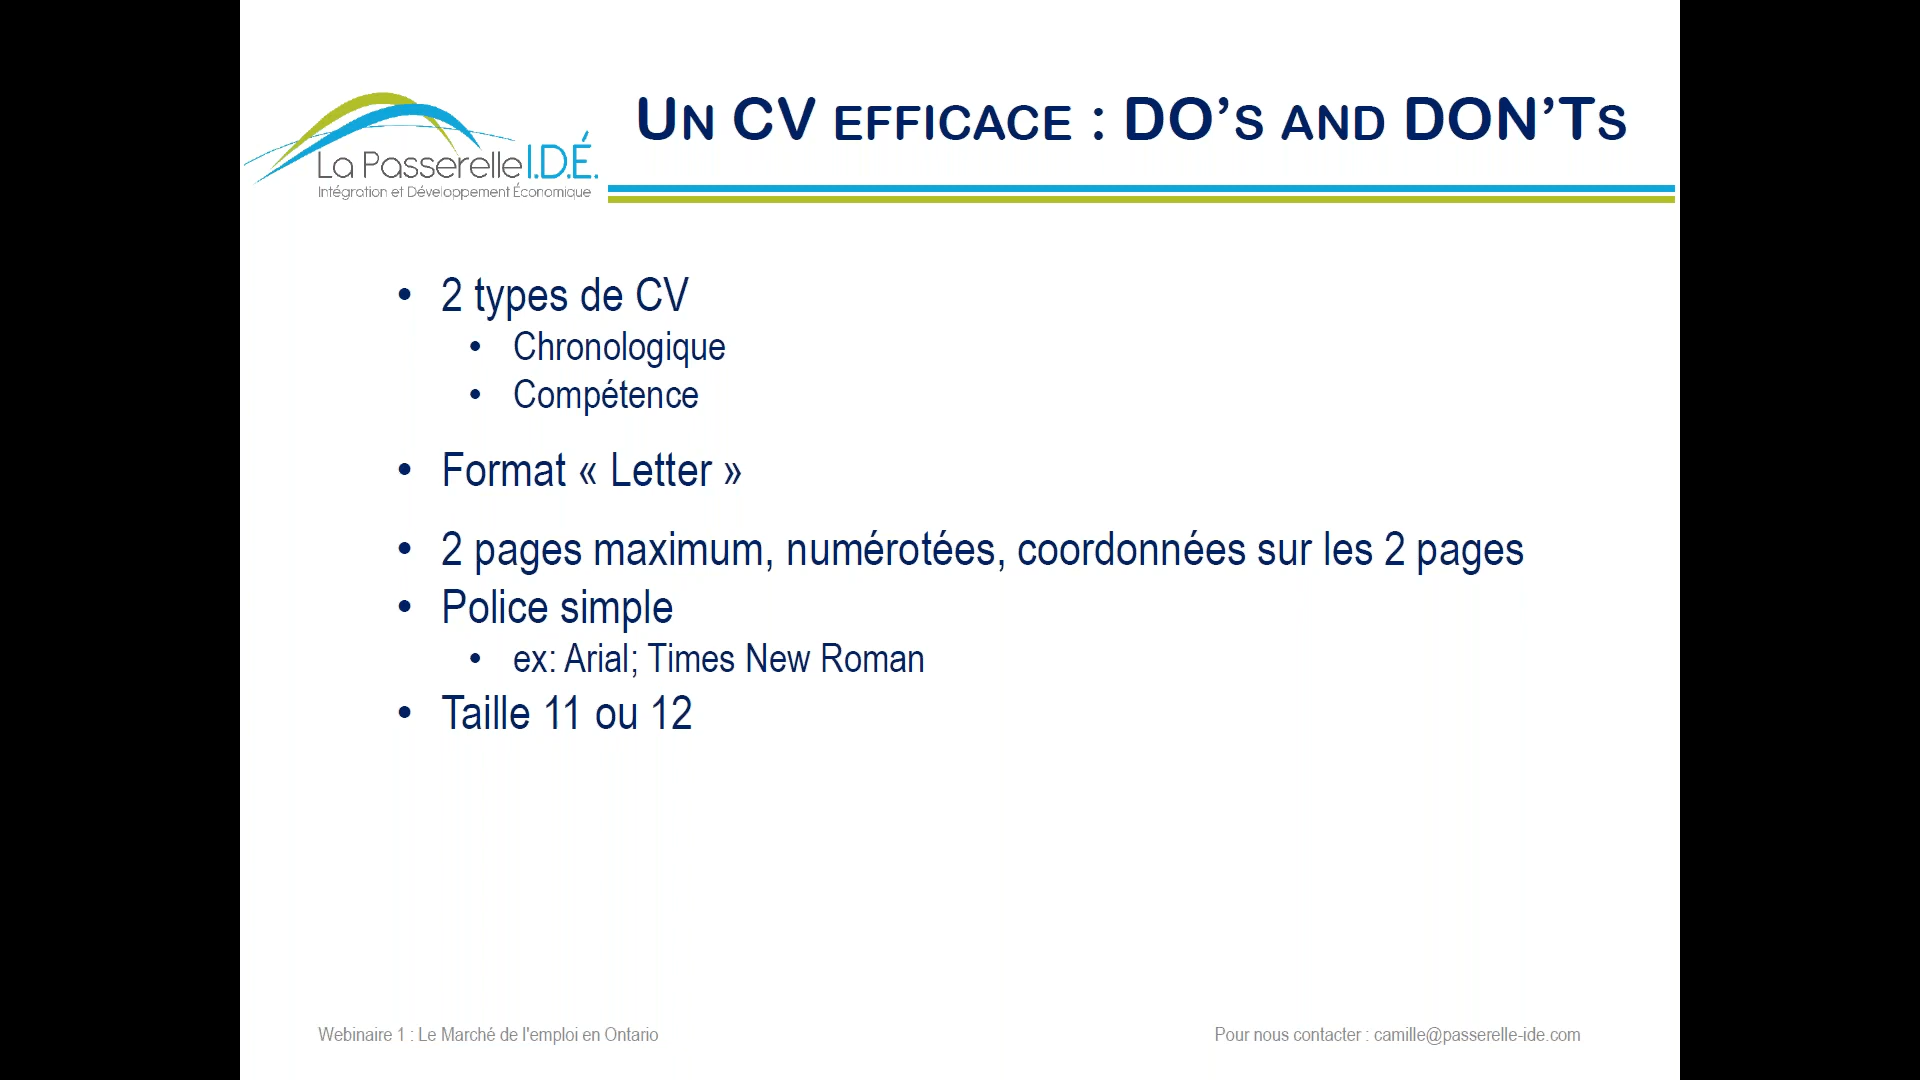 La Passerelle I.D.É.
Intégration et Développement Économique
UN CV EFFICACE : DO’S AND DON’TS
• 2 types de CV
• Chronologique
• Compétence
• Format « Letter »
• 2 pages maximum, numérotées, coordonnées sur les 2 pages
• Police simple
• ex: Arial; Times New Roman
• Taille 11 ou 12
Webinaire 1 : Le Marché de l'emploi en Ontario
Pour nous contacter : camille@passerelle-ide.com